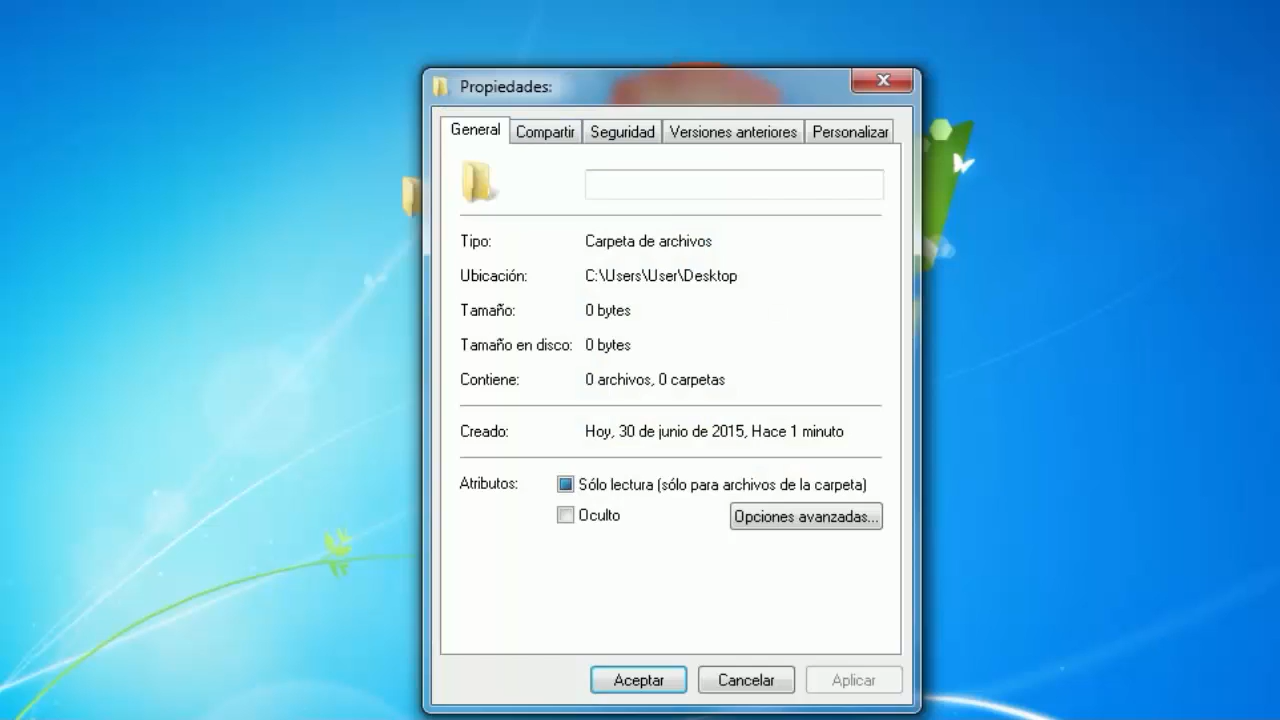 Propiedades:
General Compartir Seguridad Versiones anteriores Personalizar
Tipo: Carpeta de archivos
Ubicación: C:\Users\User\Desktop
Tamaño: 0 bytes
Tamaño en disco: 0 bytes
Contiene: 0 archivos, 0 carpetas
Creado: Hoy, 30 de junio de 2015, Hace 1 minuto
Atributos: Sólo lectura (sólo para archivos de la carpeta)
Oculto Opciones avanzadas...
Aceptar Cancelar Aplicar